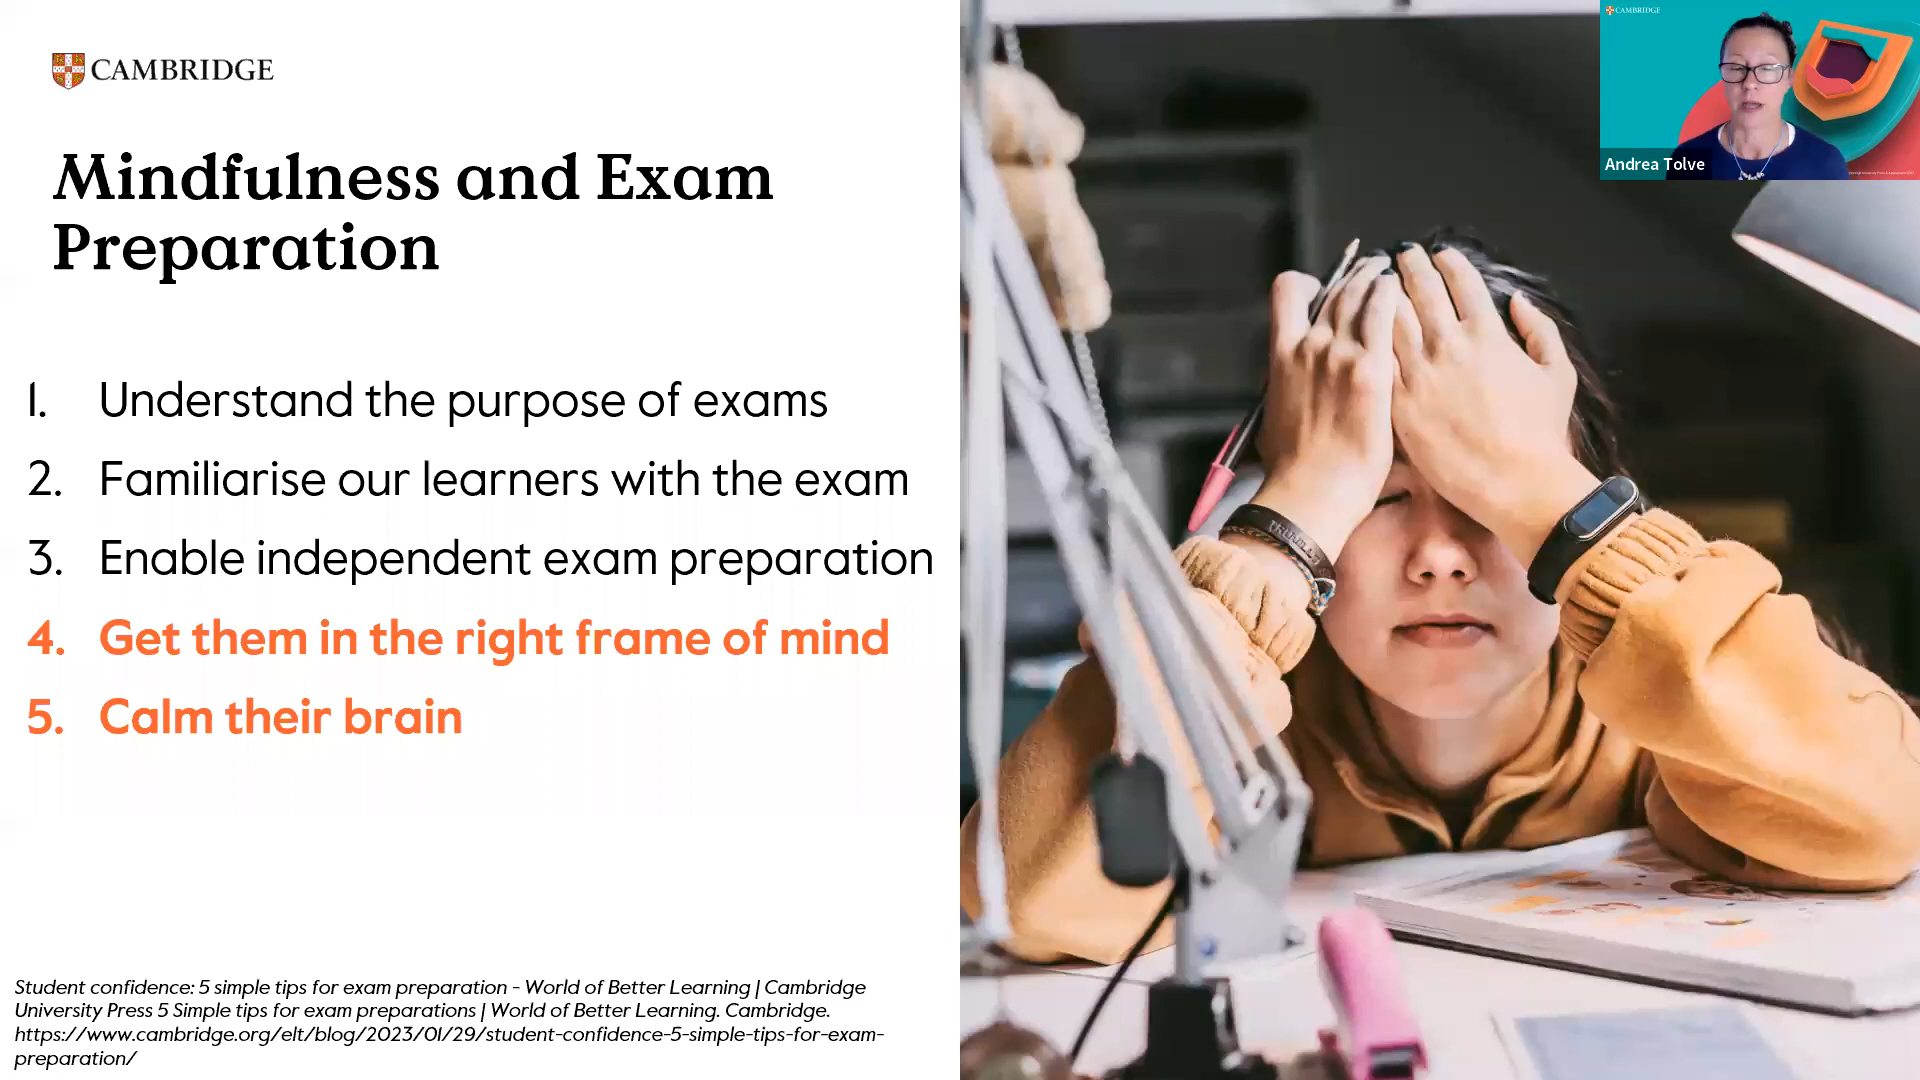 CAMBRIDGE
Mindfulness and Exam
Preparation
1. Understand the purpose of exams
2. Familiarise our learners with the exam
3. Enable independent exam preparation
4. Get them in the right frame of mind
5. Calm their brain
Student confidence: 5 simple tips for exam preparation - World of Better Learning | Cambridge
University Press 5 Simple tips for exam preparations | World of Better Learning. Cambridge.
https://www.cambridge.org/elt/blog/2023/01/29/student-confidence-5-simple-tips-for-exam-
preparation/
CAMBRIDGE
Andrea Tolve